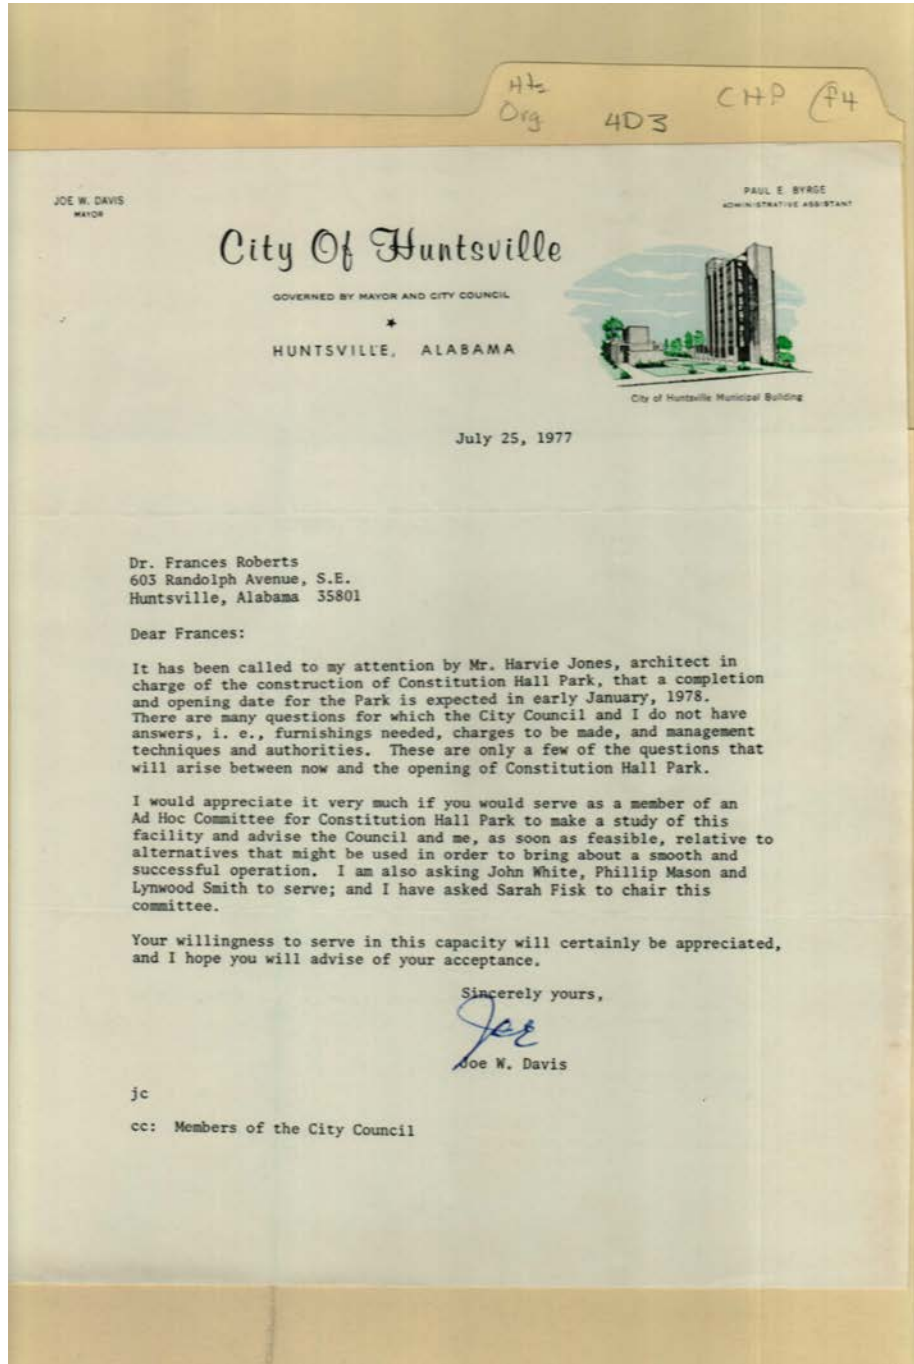 Hts
Org
4D3
CHP
F4
JOE W. DAVIS
MAYOR
PAUL E. BYRGE
ADMINISTRATIVE ASSISTANT
City Of Huntsville
GOVERNED BY MAYOR AND CITY COUNCIL
HUNTSVILLE, ALABAMA
City of Huntsville Municipal Building
July 25, 1977
Dr. Frances Roberts
603 Randolph Avenue, S.E.
Huntsville, Alabama 35801
Dear Frances:
It has been called to my attention by Mr. Harvie Jones, architect in
charge of the construction of Constitution Hall Park, that a completion
and opening date for the Park is expected in early January, 1978.
There are many questions for which the City Council and I do not have
answers, i. e., furnishings needed, charges to be made, and management
techniques and authorities. These are only a few of the questions that
will arise between now and the opening of Constitution Hall Park.
I would appreciate it very much if you would serve as a member of an
Ad Hoc Committee for Constitution Hall Park to make a study of this
facility and advise the Council and me, as soon as feasible, relative to
alternatives that might be used in order to bring about a smooth and
successful operation. I am also asking John White, Phillip Mason and
Lynwood Smith to serve; and I have asked Sarah Fisk to chair this
committee.
Your willingness to serve in this capacity will certainly be appreciated,
and I hope you will advise of your acceptance.
Sincerely yours,
Joe
Joe W. Davis
jc
cc: Members of the City Council